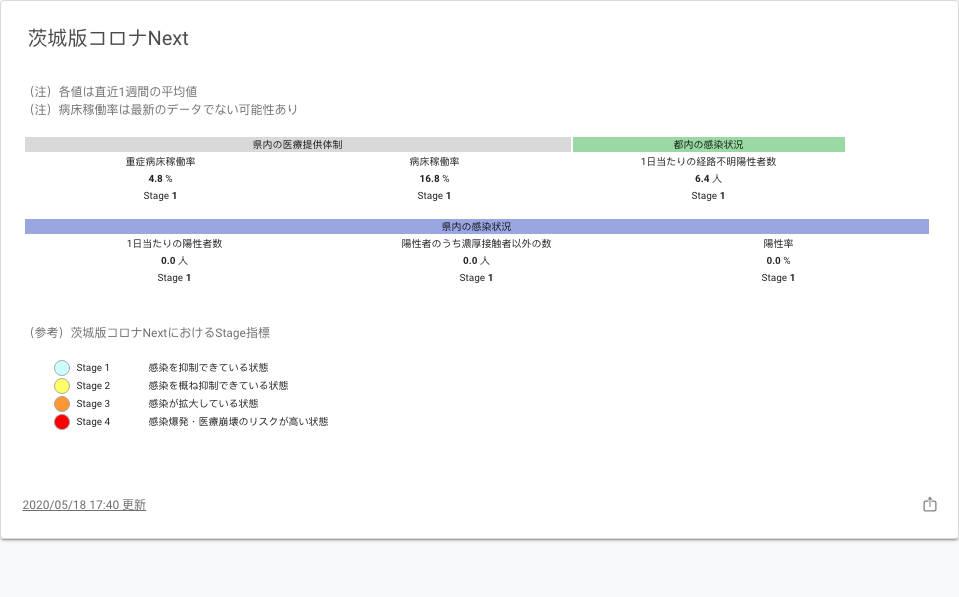 茨城版コロナNext
（注）各値は直近1週間の平均値
（注）病床稼働率は最新のデータでない可能性あり
県内の医療提供体制 都内の感染状況
重症病床稼働率 病床稼働率 1日当たりの経路不明陽性者数
4.8 % 16.8 % 6.4 人
Stage 1 Stage 1 Stage 1
県内の感染状況
1日当たりの陽性者数 陽性者のうち濃厚接触者以外の数 陽性率
0.0 人 0.0 人 0.0 %
Stage 1 Stage 1 Stage 1
（参考）茨城版コロナNextにおけるStage指標
Stage 1 感染を抑制できている状態
Stage 2 感染を概ね抑制できている状態
Stage 3 感染が拡大している状態
Stage 4 感染爆発・医療崩壊のリスクが高い状態
2020/05/18 17:40 更新